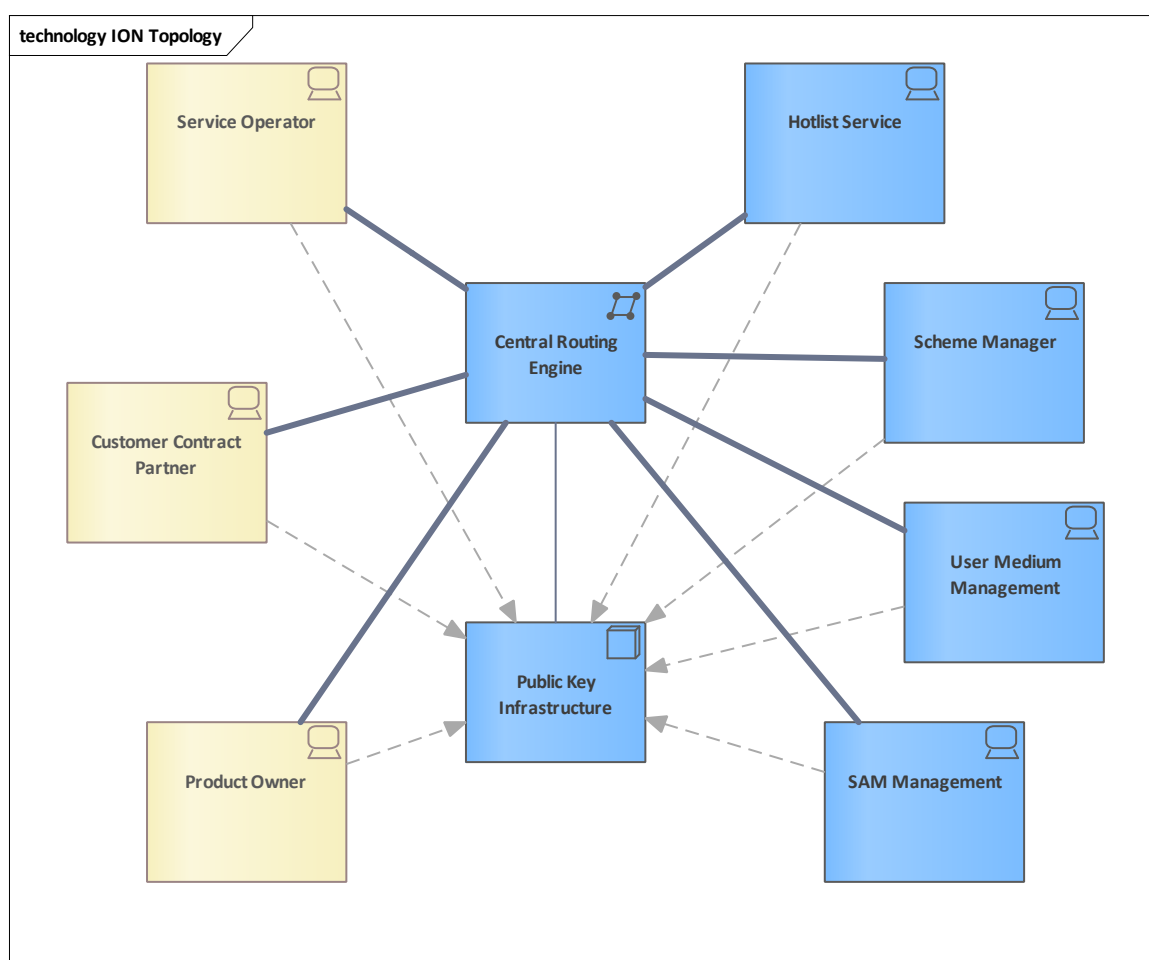 technology ION Topology
Service Operator
Hotlist Service
Central Routing
Engine
Scheme Manager
Customer Contract
Partner
User Medium
Management
Public Key
Infrastructure
Product Owner
SAM Management